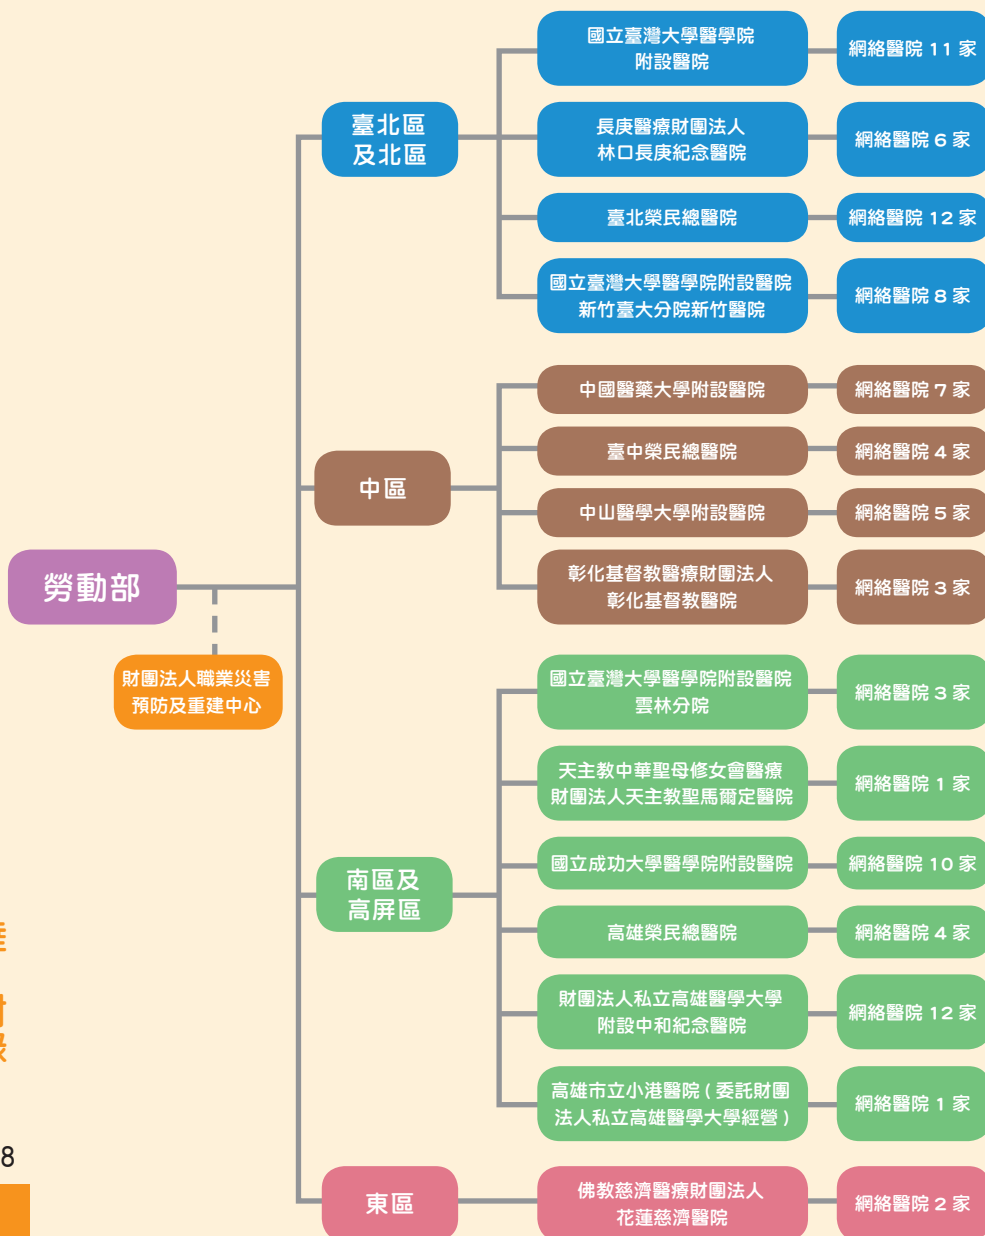 國立臺灣大學醫學院
附設醫院
網絡醫院 11 家
臺北區
及北區
長庚醫療財團法人
林口長庚紀念醫院
網絡醫院 6 家
臺北榮民總醫院
網絡醫院 12 家
國立臺灣大學醫學院附設醫院
新竹臺大分院新竹醫院
網絡醫院 8 家
中區
中國醫藥大學附設醫院
網絡醫院 7 家
臺中榮民總醫院
網絡醫院 4 家
中山醫學大學附設醫院
網絡醫院 5 家
彰化基督教醫療財團法人
彰化基督教醫院
網絡醫院 3 家
勞動部
財團法人職業災害
預防及重建中心
南區及
高屏區
國立臺灣大學醫學院附設醫院
雲林分院
網絡醫院 3 家
天主教中華聖母修女會醫療
財團法人天主教聖馬爾定醫院
網絡醫院 1 家
國立成功大學醫學院附設醫院
網絡醫院 10 家
高雄榮民總醫院
網絡醫院 4 家
財團法人私立高雄醫學大學
附設中和紀念醫院
網絡醫院 12 家
高雄市立小港醫院 ( 委託財團
法人私立高雄醫學大學經營 )
網絡醫院 1 家
東區
佛教慈濟醫療財團法人
花蓮慈濟醫院
網絡醫院 2 家
8